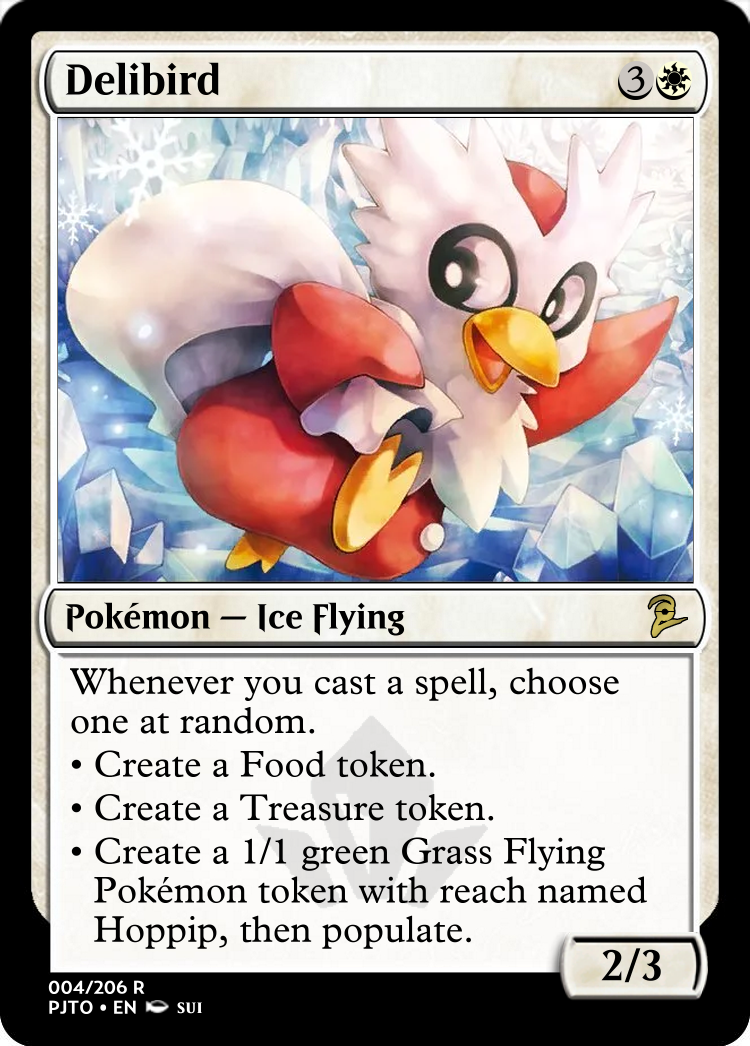 Delibird 3
Pokémon — Ice Flying
Whenever you cast a spell, choose
one at random.
• Create a Food token.
• Create a Treasure token.
• Create a 1/1 green Grass Flying
Pokémon token with reach named
Hoppip, then populate.
2/3
004/206 R
PJTO • EN SUI